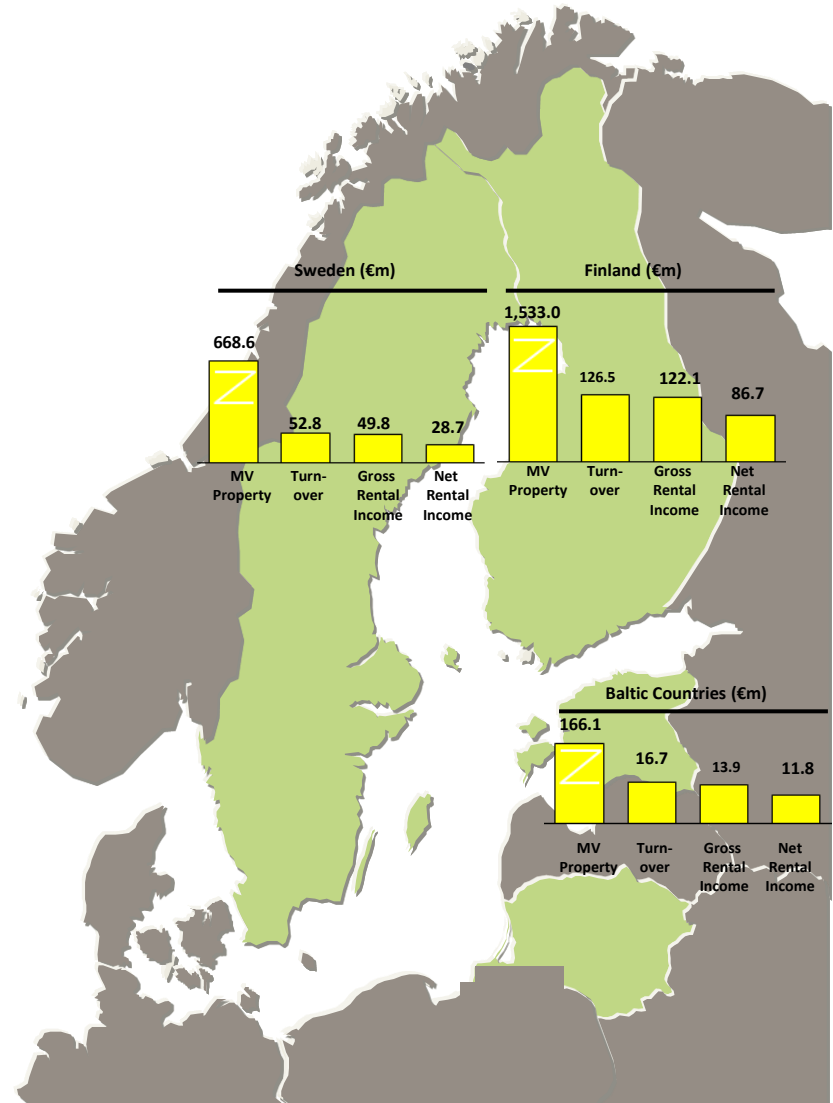 Sweden (€m)
668.6
52.8
49.8
28.7
MV
Property
Turn-
over
Gross
Rental
Income
Net
Rental
Income
Finland (€m)
1,533.0
126.5
122.1
86.7
MV
Property
Turn-
over
Gross
Rental
Income
Net
Rental
Income
Baltic Countries (€m)
166.1
16.7
13.9
11.8
MV
Property
Turn-
over
Gross
Rental
Income
Net
Rental
Income